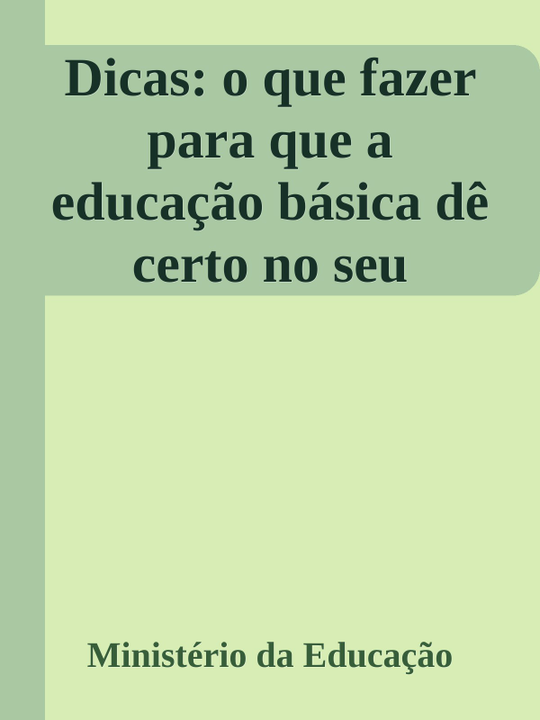 Dicas: o que fazer
para que a
educação básica dê
certo no seu
Ministério da Educação